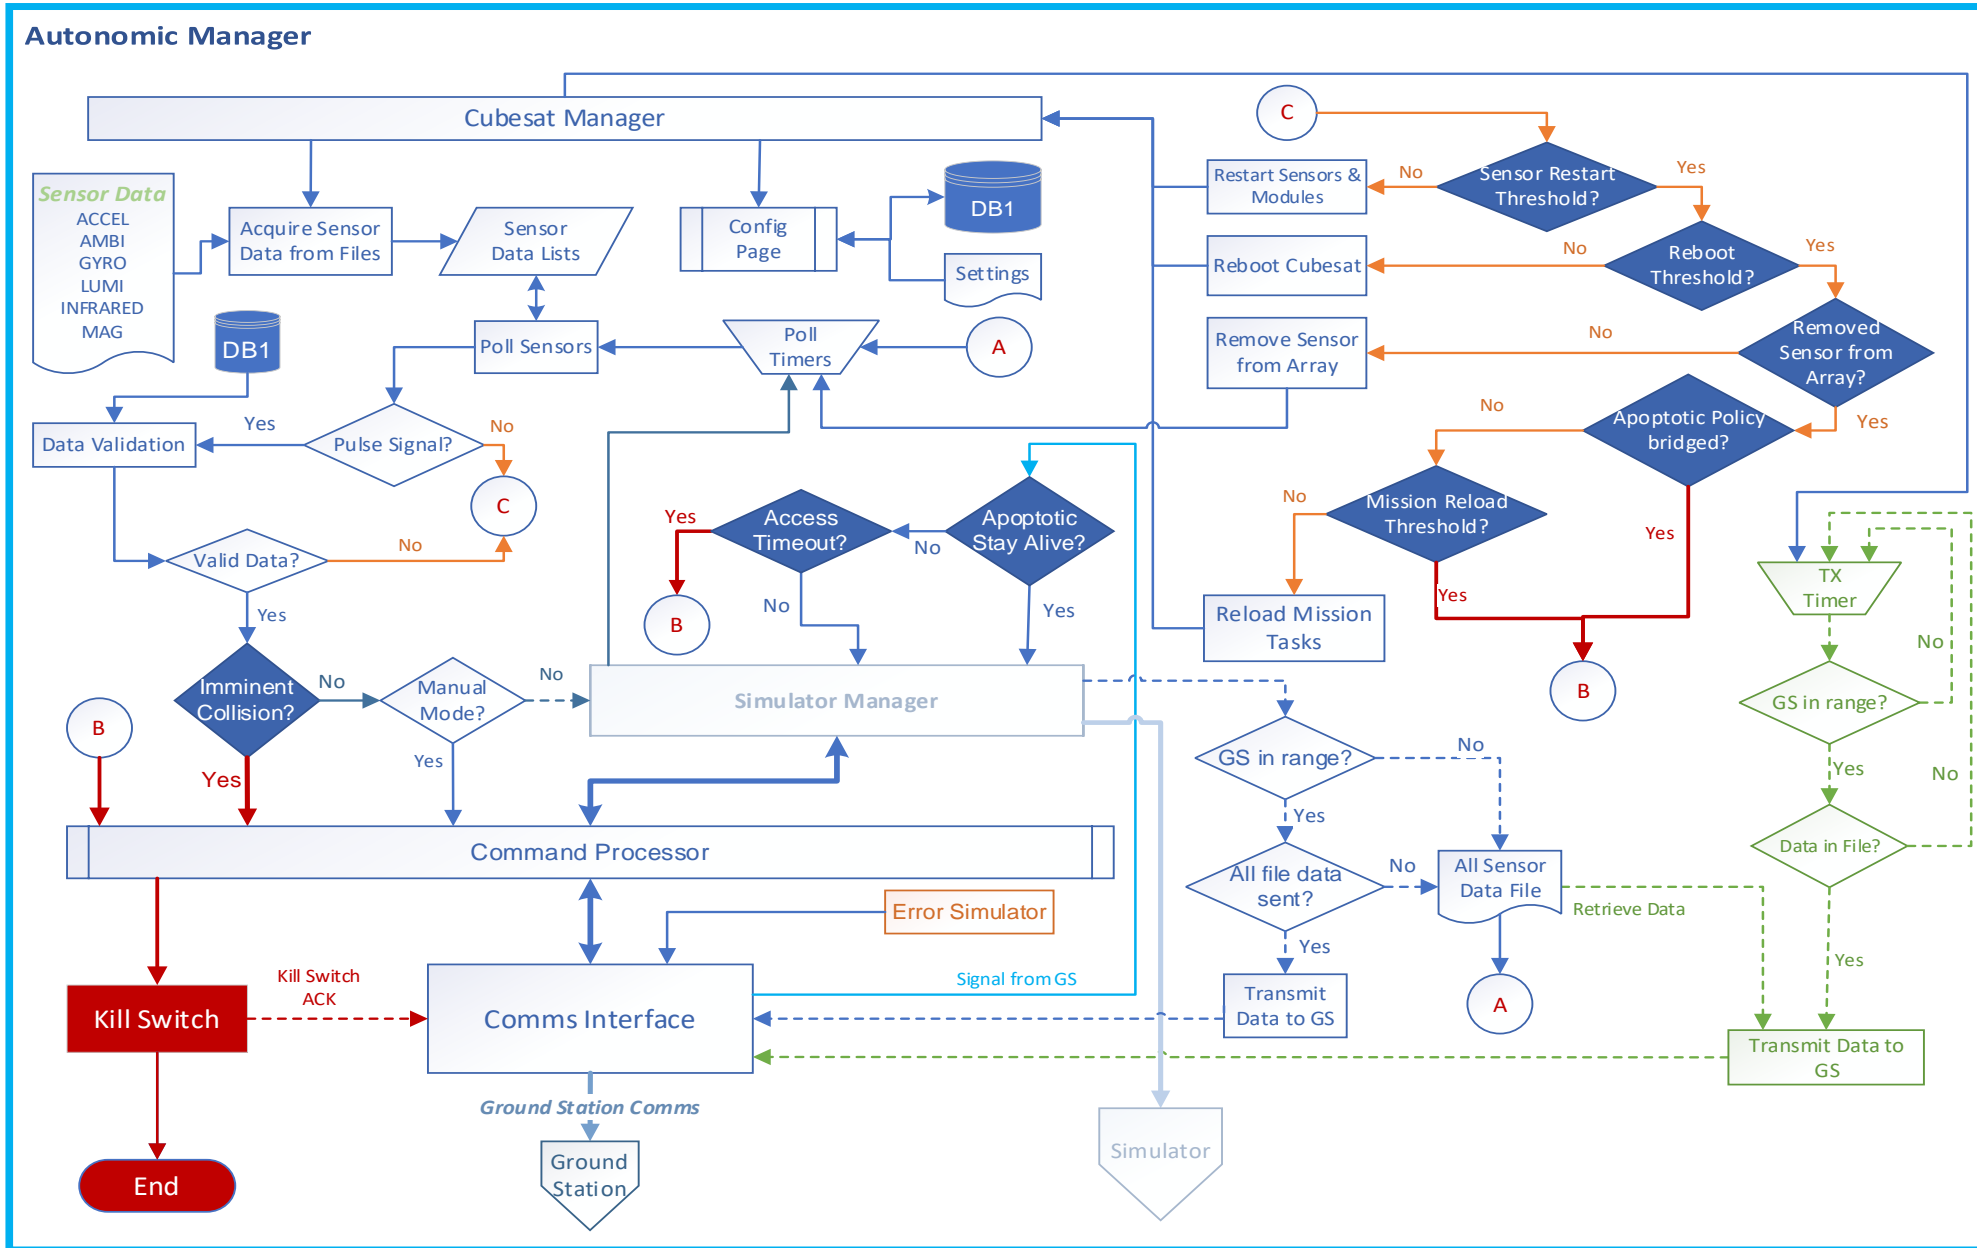 Autonomic Manager
Cubesat Manager
C
Sensor Data
ACCEL
AMBI
GYRO
LUMI
INFRARED
MAG
Acquire Sensor
Data from Files
Sensor
Data Lists
Config
Page
DB1
Settings
Restart Sensors &
Modules
No
Sensor Restart
Threshold?
Yes
Reboot Cubesat
No
Reboot
Threshold?
Yes
DB1
Poll Sensors
Poll
Timers
A
Remove Sensor
from Array
No
Removed
Sensor from
Array?
Yes
Data Validation
Yes
Pulse Signal?
No
C
No
Apoptotic Policy
bridged?
Yes
Valid Data?
No
Yes
Yes
Access
Timeout?
No
No
Apoptotic
Stay Alive?
Yes
B
No
Mission Reload
Threshold?
Yes
Reload Mission
Tasks
B
TX
Timer
No
GS in range?
Yes
No
Data in File?
Yes
Imminent
Collision?
No
Yes
Manual
Mode?
No
Yes
Simulator Manager
B
GS in range?
No
Yes
Command Processor
All file data
sent?
No
Yes
All Sensor
Data File
Retrieve Data
Error Simulator
Kill Switch
Kill Switch
ACK
Comms Interface
Signal from GS
Transmit
Data to GS
A
Transmit Data to
GS
Ground Station Comms
End
Ground
Station
Simulator